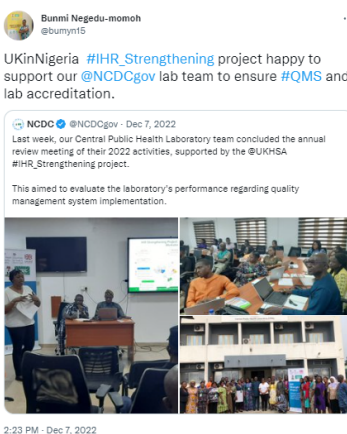 Bunmi Negedu-momoh
@bumyn15
UKinNigeria #IHR_Strengthening project happy to
support our @NCDCgov lab team to ensure #QMS and
lab accreditation.
NCDC @NCDCgov · Dec 7, 2022
Last week, our Central Public Health Laboratory team concluded the annual
review meeting of their 2022 activities, supported by the @UKHSA
#IHR_Strengthening project.
This aimed to evaluate the laboratory's performance regarding quality
management system implementation.
2:23 PM · Dec 7, 2022